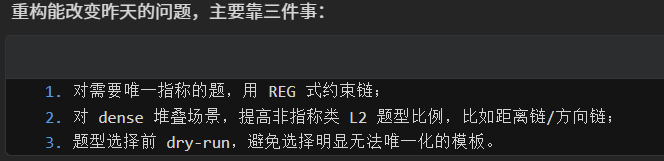 重构能改变昨天的问题，主要靠三件事：
1. 对需要唯一指称的题，用 REG 式约束链；
2. 对 dense 堆叠场景，提高非指称类 L2 题型比例，比如距离链/方向链；
3. 题型选择前 dry-run，避免选择明显无法唯一化的模板。